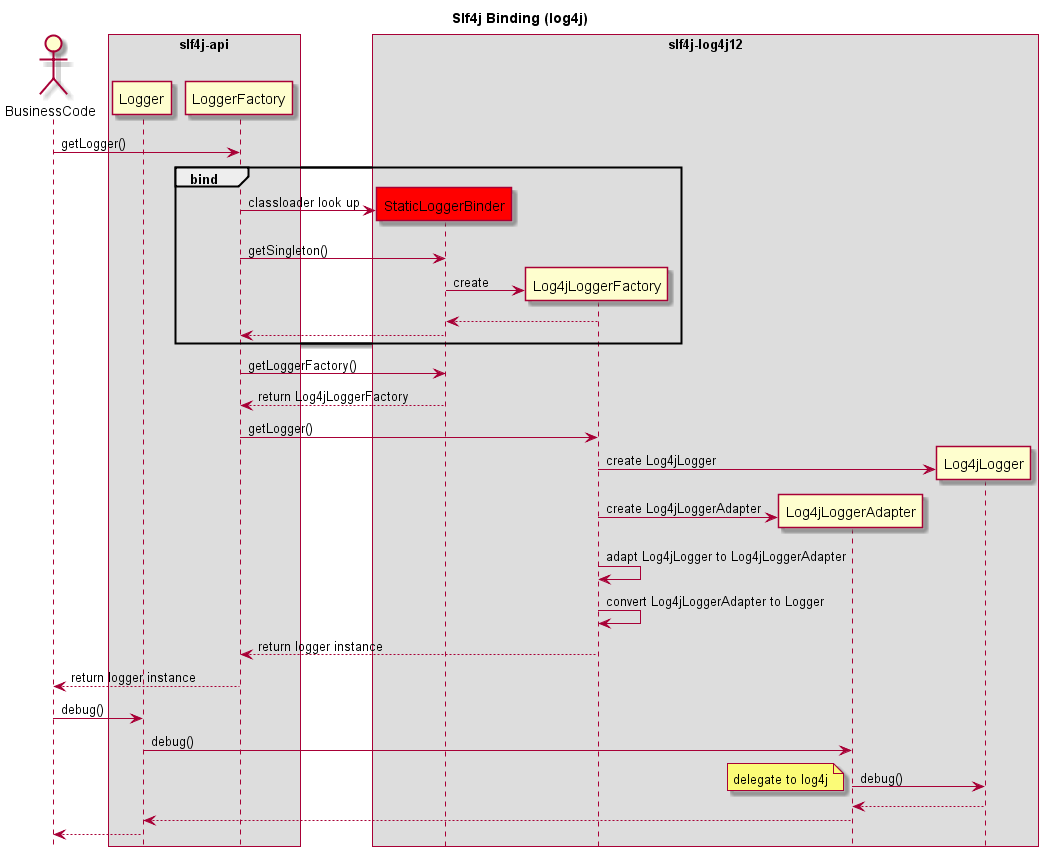 Slf4j Binding (log4j)
slf4j-api
slf4j-log4j12
BusinessCode
Logger
LoggerFactory
getLogger()
bind
classloader look up
StaticLoggerBinder
getSingleton()
create
Log4jLoggerFactory
getLoggerFactory()
return Log4jLoggerFactory
getLogger()
create Log4jLogger
Log4jLogger
create Log4jLoggerAdapter
Log4jLoggerAdapter
adapt Log4jLogger to Log4jLoggerAdapter
convert Log4jLoggerAdapter to Logger
return logger instance
return logger instance
debug()
debug()
delegate to log4j
debug()